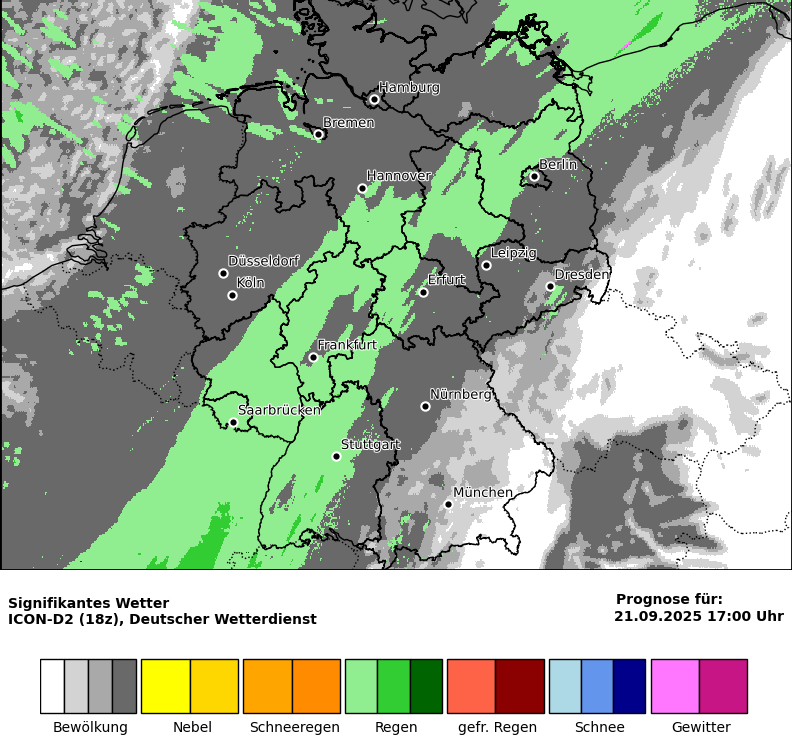 Hamburg
Bremen
Berlin
Hannover
Leipzig
Düsseldorf
Dresden
Köln
Erfurt
Frankfurt
Nürnberg
Saarbrücken
Stuttgart
München
Signifikantes Wetter
ICON-D2 (18z), Deutscher Wetterdienst
Prognose für:
21.09.2025 17:00 Uhr
Bewölkung Nebel Schneeregen Regen gefr. Regen Schnee Gewitter